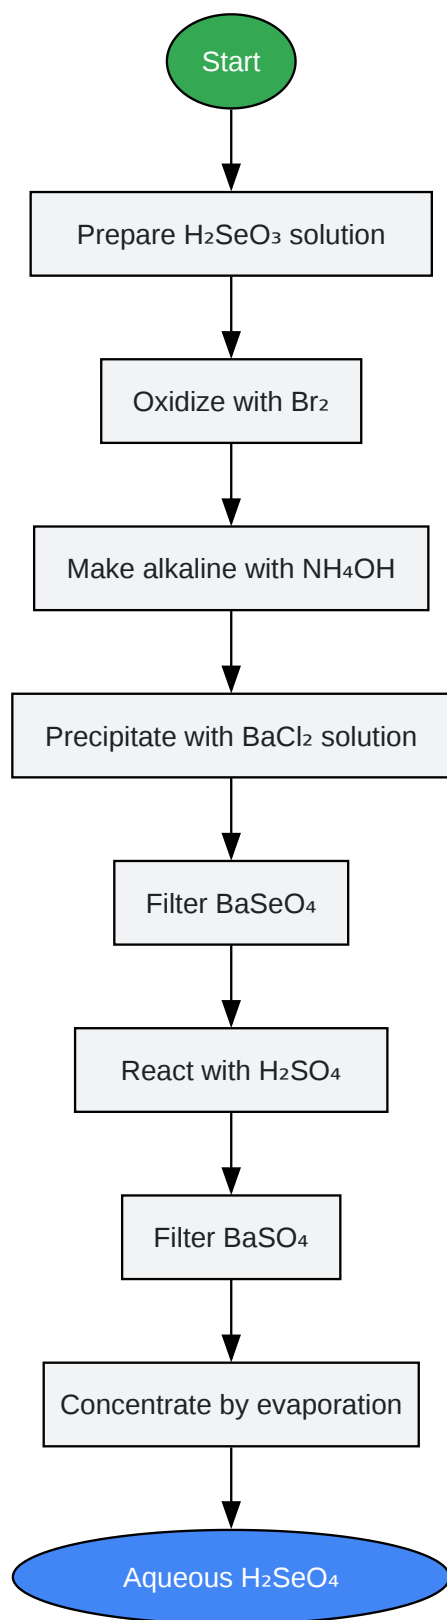 Start
Prepare H₂SeO₃ solution
Oxidize with Br₂
Make alkaline with NH₄OH
Precipitate with BaCl₂ solution
Filter BaSeO₄
React with H₂SO₄
Filter BaSO₄
Concentrate by evaporation
Aqueous H₂SeO₄